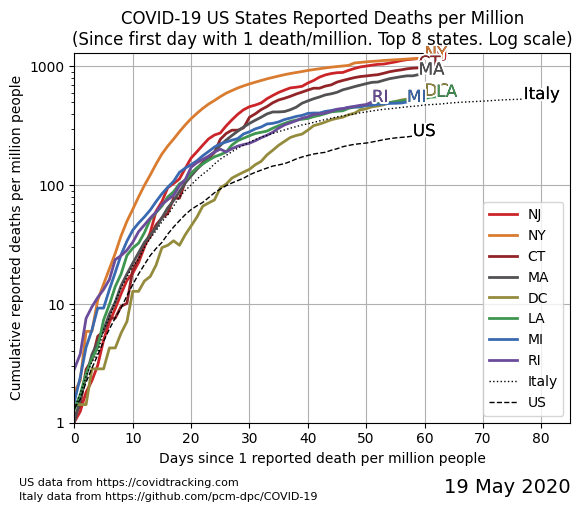 COVID-19 US States Reported Deaths per Million
(Since first day with 1 death/million. Top 8 states. Log scale)
Cumulative reported deaths per million people
1000
100
10
1
NY
NJ
CT
MA
DC
LA
RI
MI
Italy
US
NJ
NY
CT
MA
DC
LA
MI
RI
Italy
US
0 10 20 30 40 50 60 70 80
Days since 1 reported death per million people
US data from https://covidtracking.com
Italy data from https://github.com/pcm-dpc/COVID-19
19 May 2020